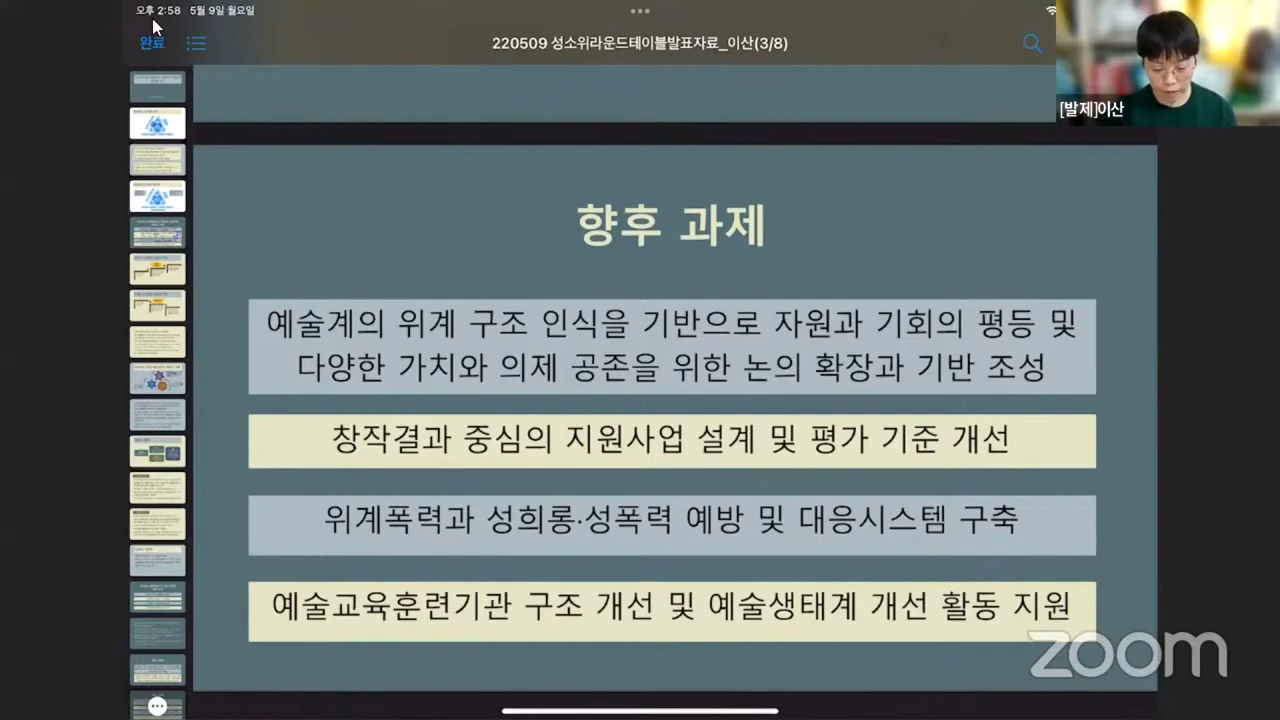 오후 2:58 5월 9일 월요일
완료
220509 성소위라운드테이블발표자료_이산(3/8)
[발제]이산
향후 과제
예술계의 위계 구조 인식을 기반으로 자원과 기회의 평등 및
다양한 가치와 의제 공존을 위한 논의 확장과 기반 조성
창작결과 중심의 지원사업 설계 및 평가 기준 개선
위계폭력과 성희롱·성폭력 예방 및 대응시스템 구축
예술교육훈련기관 구조 개선 및 예술생태계 개선 활동 지원
zoom